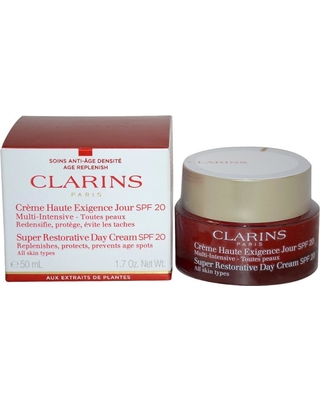 SOINS ANTI-ÂGE DENSITÉ
AGE REPLENISH
CLARINS
PARIS
Crème Haute Exigence Jour SPF 20
Multi-Intensive - Toutes peaux
Redensifie, protège, évite les taches
Super Restorative Day Cream SPF 20
Replenishes, protects, prevents age spots
All skin types
℮ 50 mL 1.7 Oz. Net Wt.
AUX EXTRAITS DE PLANTES
CLARINS
PARIS
Crème Haute Exigence Jour SPF 20
Multi-Intensive - Toutes peaux
Super Restorative Day Cream SPF 20
All skin types